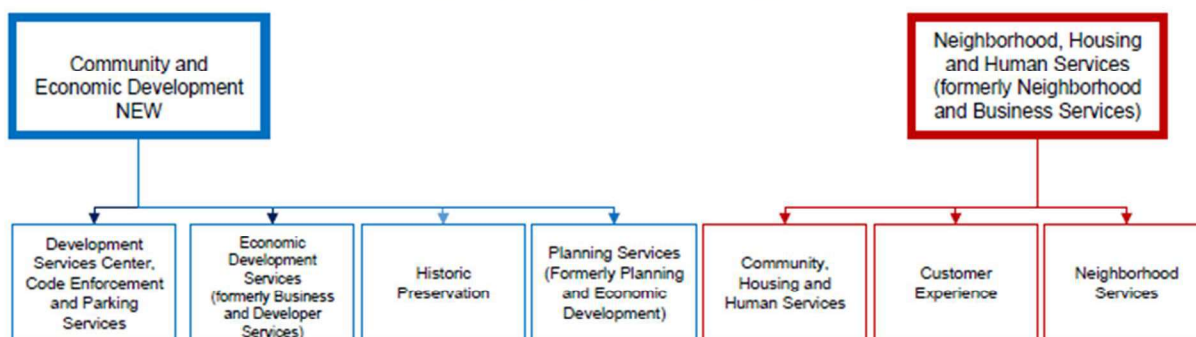 Community and
Economic Development
NEW
Neighborhood, Housing
and Human Services
(formerly Neighborhood
and Business Services)
Development
Services Center,
Code Enforcement
and Parking
Services
Economic
Development
Services
(formerly Business
and Developer
Services)
Historic
Preservation
Planning Services
(Formerly Planning
and Economic
Development)
Community,
Housing and
Human Services
Customer
Experience
Neighborhood
Services